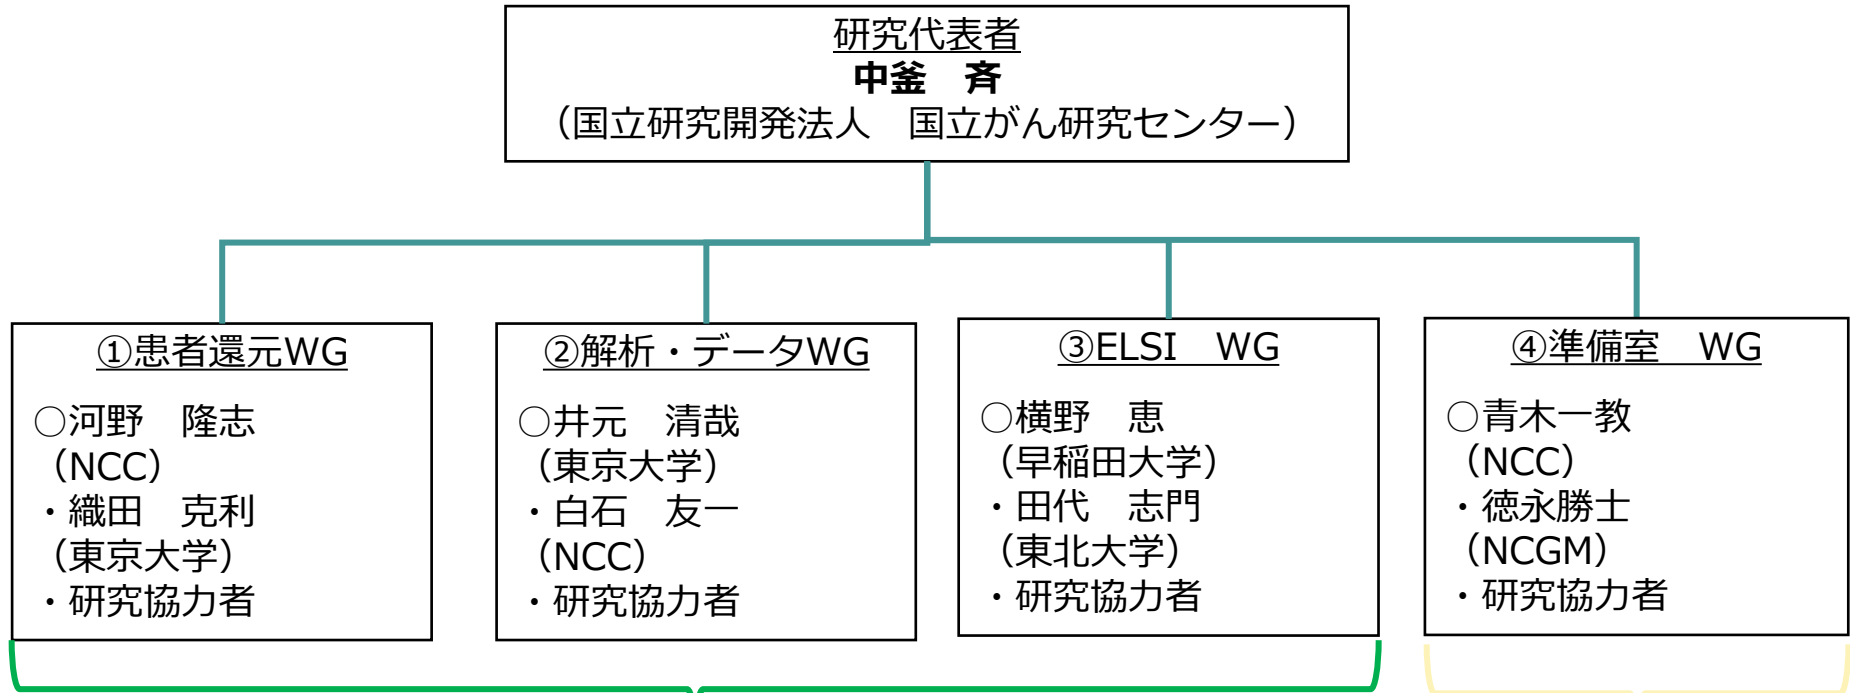 研究代表者
中釜　斉
（国立研究開発法人　国立がん研究センター）
①患者還元WG
○河野　隆志
（NCC）
・織田　克利
（東京大学）
・研究協力者
②解析・データWG
○井元　清哉
（東京大学）
・白石　友一
（NCC）
・研究協力者
③ELSI　WG
○横野　恵
（早稲田大学）
・田代　志門
（東北大学）
・研究協力者
④準備室　WG
○青木一教
（NCC）
・徳永勝士
（NCGM）
・研究協力者